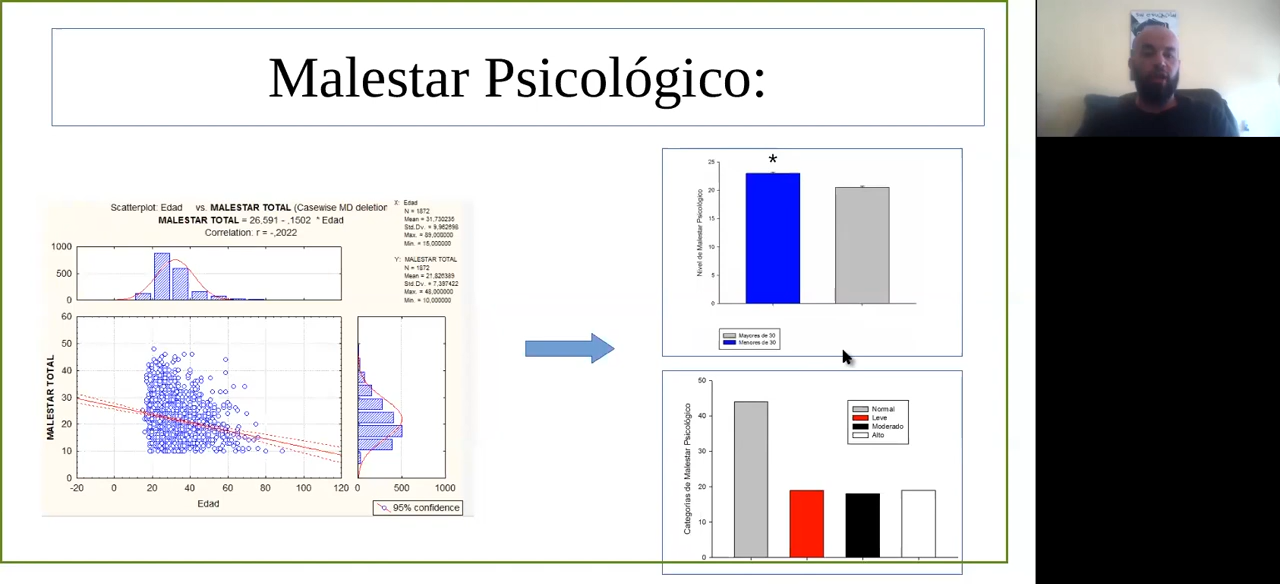 Malestar Psicológico:
Scatterplot: Edad vs. MALESTAR TOTAL (Casewise MD deletion
MALESTAR TOTAL = 26,591 - ,1502 * Edad
Correlation: r = -,2022
X: Edad
N = 1872
Mean = 31,730235
Std.Dv. = 9,962698
Max. = 89,000000
Min. = 15,000000
Y: MALESTAR TOTAL
N = 1872
Mean = 21,826389
Std.Dv. = 7,397422
Max. = 48,000000
Min. = 10,000000
1000
500
0
60
50
40
30
20
10
0
MALESTAR TOTAL
-20 0 20 40 60 80 100 120
Edad
0 500 1000
95% confidence
*
25
20
15
10
5
0
Nivel de Malestar Psicológico
Mayores de 30
Menores de 30
50
40
30
20
10
0
Categorías de Malestar Psicológico
Normal
Leve
Moderado
Alto